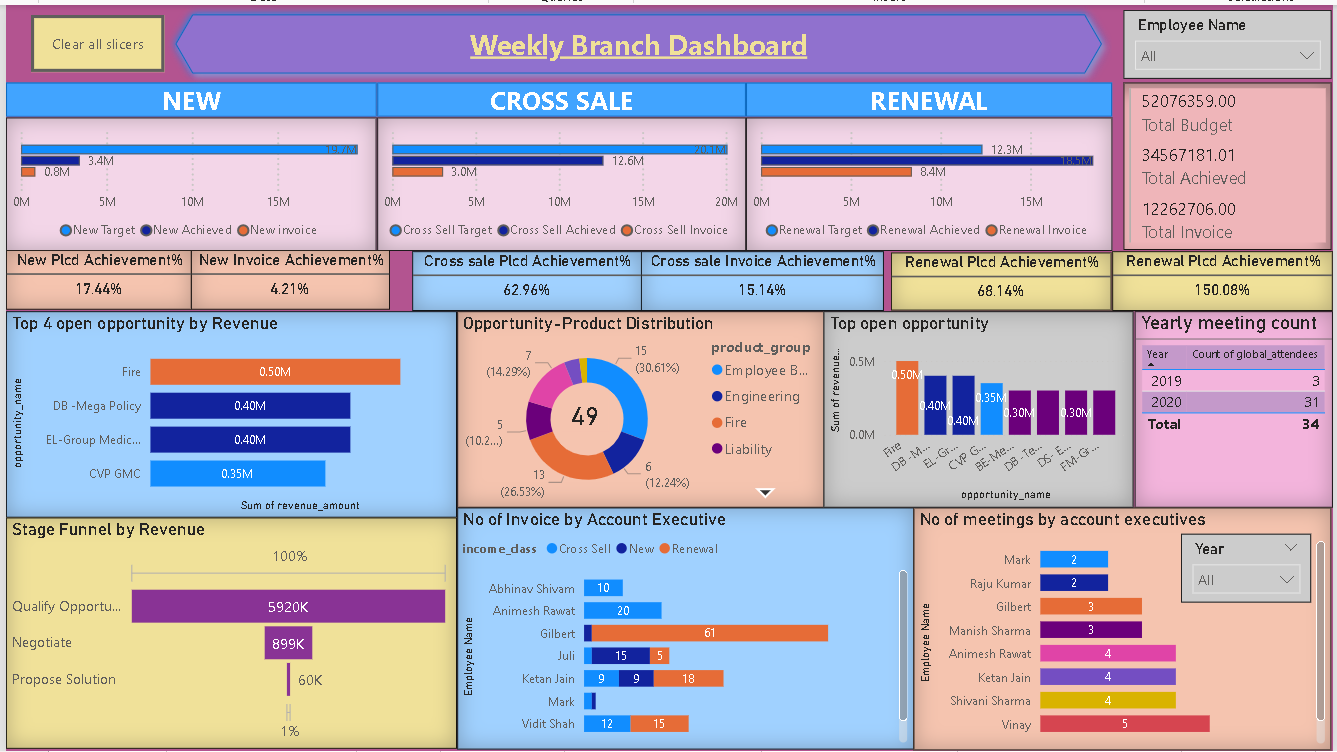 Clear all slicers
Weekly Branch Dashboard
Employee Name
All
NEW
CROSS SALE
RENEWAL
52076359.00
Total Budget
34567181.01
Total Achieved
12262706.00
Total Invoice
19.7M
3.4M
0.8M
0M 5M 10M 15M
New Target New Achieved New invoice
20.1M
12.6M
3.0M
0M 5M 10M 15M 20M
Cross Sell Target Cross Sell Achieved Cross Sell Invoice
12.3M
18.5M
8.4M
0M 5M 10M 15M
Renewal Target Renewal Achieved Renewal Invoice
New Plcd Achievement%
17.44%
New Invoice Achievement%
4.21%
Cross sale Plcd Achievement%
62.96%
Cross sale Invoice Achievement%
15.14%
Renewal Plcd Achievement%
68.14%
Renewal Plcd Achievement%
150.08%
Top 4 open opportunity by Revenue
opportunity_name
Fire 0.50M
DB -Mega Policy 0.40M
EL-Group Medic... 0.40M
CVP GMC 0.35M
Sum of revenue_amount
Opportunity-Product Distribution
15
(30.61%)
6
(12.24%)
13
(26.53%)
5
(10.2...)
7
(14.29%)
49
product_group
Employee B...
Engineering
Fire
Liability
Top open opportunity
Sum of revenue...
0.5M
0.0M
0.50M
0.40M
0.40M
0.35M
0.30M
0.30M
Fire
DB -M...
EL-Gr...
CVP G...
BE-Me...
DB -Te...
DS- E...
FM-Gr...
opportunity_name
Yearly meeting count
Year Count of global_attendees
2019 3
2020 31
Total 34
Stage Funnel by Revenue
100%
Qualify Opportu... 5920K
Negotiate 899K
Propose Solution 60K
1%
No of Invoice by Account Executive
income_class Cross Sell New Renewal
Employee Name
Abhinav Shivam 10
Animesh Rawat 20
Gilbert 61
Juli 15 5
Ketan Jain 9 9 18
Mark
Vidit Shah 12 15
No of meetings by account executives
Year
All
Employee Name
Mark 2
Raju Kumar 2
Gilbert 3
Manish Sharma 3
Animesh Rawat 4
Ketan Jain 4
Shivani Sharma 4
Vinay 5